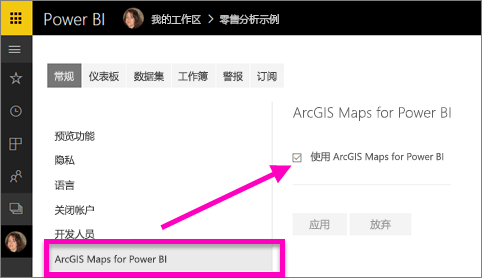 Power BI 我的工作区 > 零售分析示例
常规 仪表板 数据集 工作簿 警报 订阅
ArcGIS Maps for Power BI
预览功能
隐私
使用 ArcGIS Maps for Power BI
语言
关闭帐户
开发人员
应用 放弃
ArcGIS Maps for Power BI